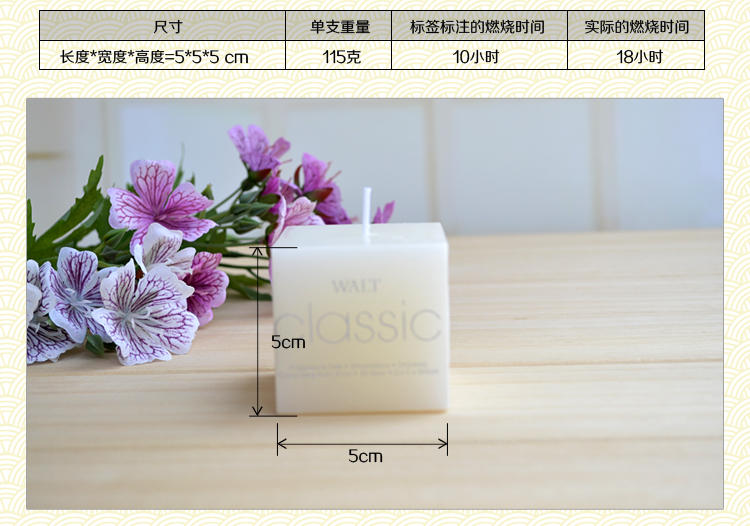 尺寸 单支重量 标签标注的燃烧时间 实际的燃烧时间
长度*宽度*高度=5*5*5 cm 115克 10小时 18小时
WALT
classic
5cm
5cm